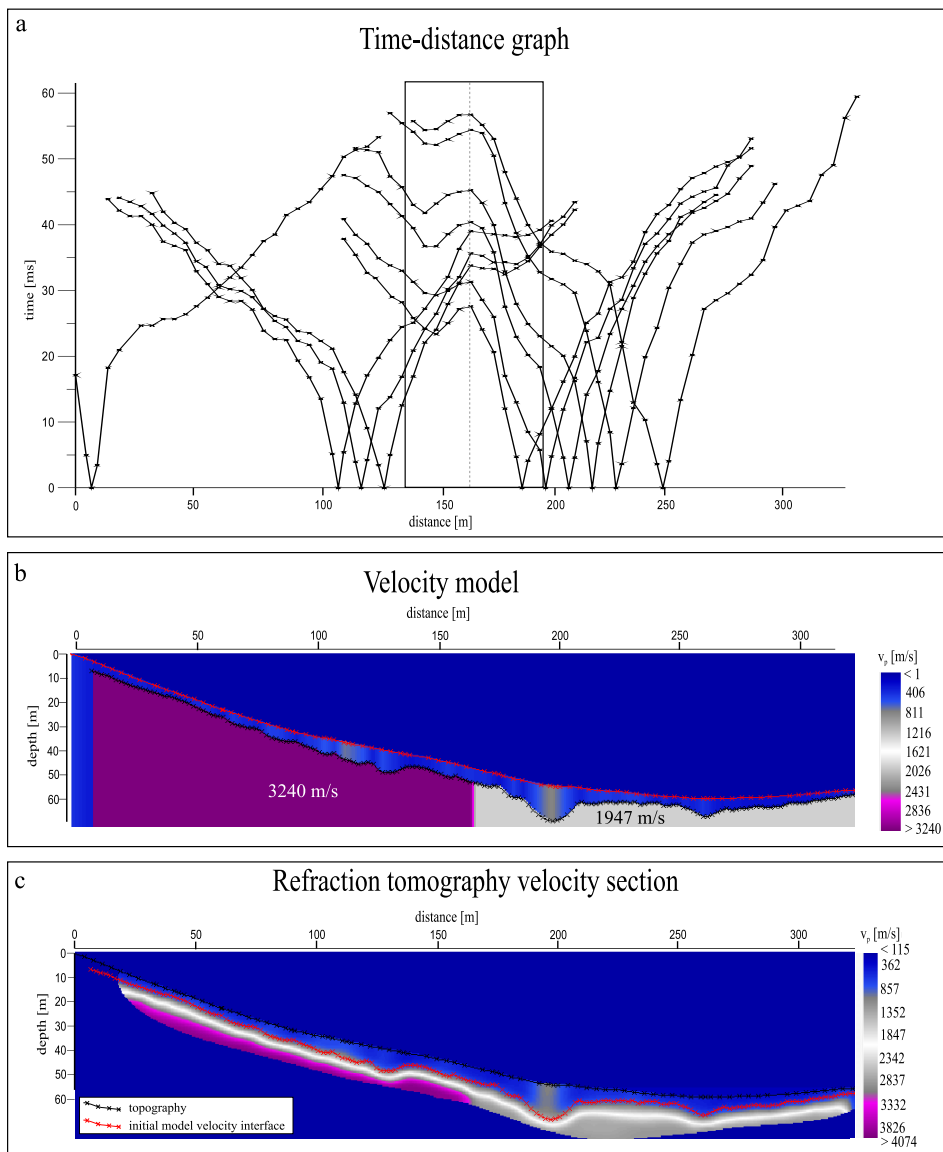 a
Time-distance graph
60
50
40
30
20
10
0
time [ms]
0 50 100 150 200 250 300
distance [m]
b
Velocity model
distance [m]
0 50 100 150 200 250 300
0
10
20
30
40
50
60
depth [m]
3240 m/s
1947 m/s
vp [m/s]
< 1
406
811
1216
1621
2026
2431
2836
> 3240
c
Refraction tomography velocity section
distance [m]
0 50 100 150 200 250 300
0
10
20
30
40
50
60
depth [m]
topography
initial model velocity interface
vp [m/s]
< 115
362
857
1352
1847
2342
2837
3332
3826
> 4074